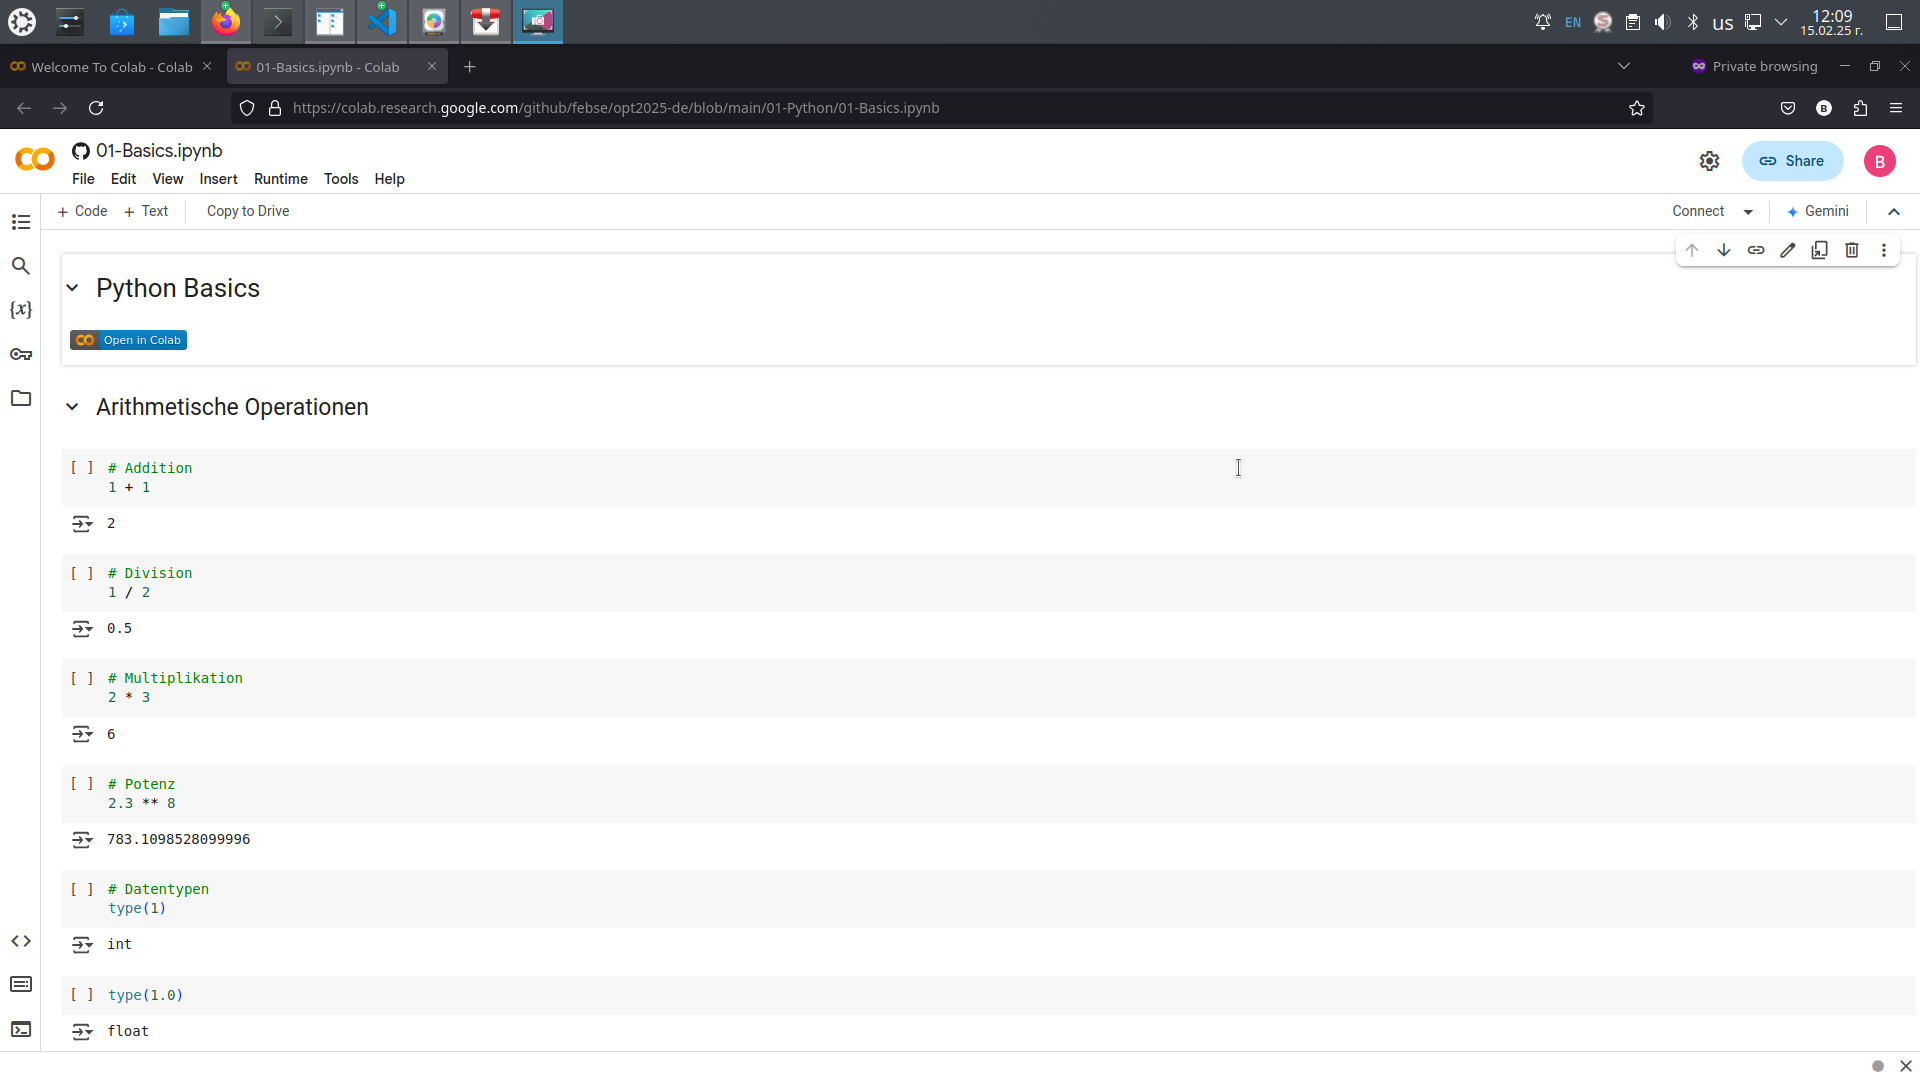 EN
us
12:09
15.02.25 г.
Welcome To Colab - Colab
01-Basics.ipynb - Colab
Private browsing
https://colab.research.google.com/github/febse/opt2025-de/blob/main/01-Python/01-Basics.ipynb
B
01-Basics.ipynb
Share
B
File Edit View Insert Runtime Tools Help
+ Code + Text Copy to Drive
Connect
Gemini
{x}
Python Basics
Open in Colab
Arithmetische Operationen
[ ] # Addition
1 + 1
2
[ ] # Division
1 / 2
0.5
[ ] # Multiplikation
2 * 3
6
[ ] # Potenz
2.3 ** 8
783.1098528099996
[ ] # Datentypen
type(1)
int
[ ] type(1.0)
float